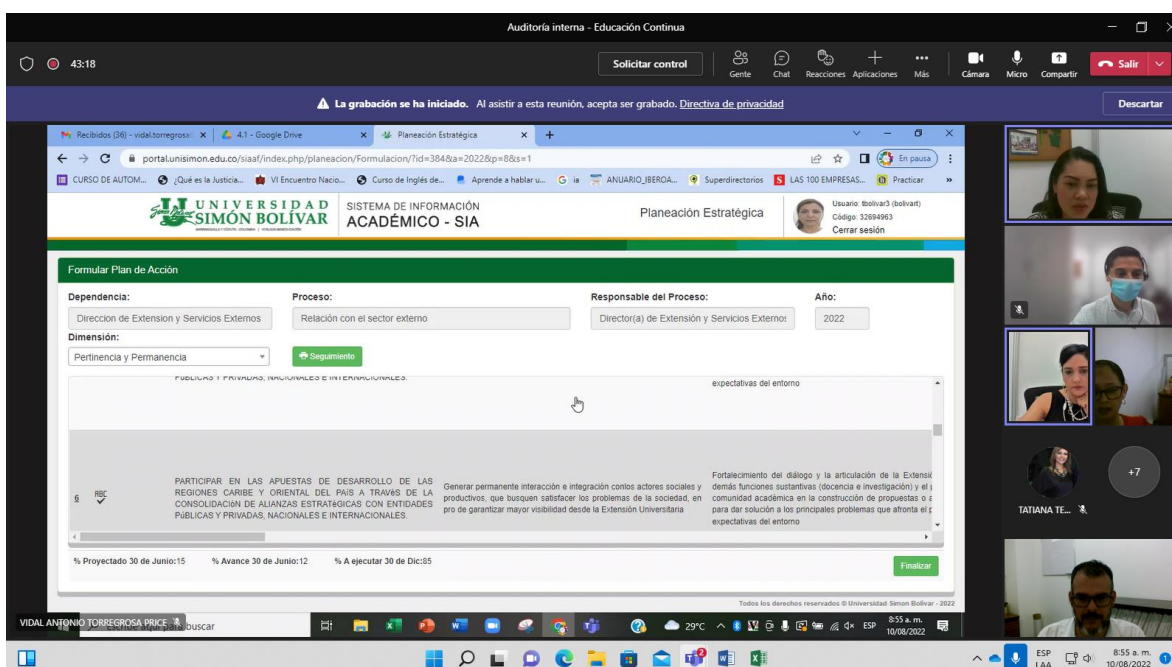 Auditoría interna - Educación Continua
43:18
Solicitar control
Gente
Chat
Reacciones
Aplicaciones
Más
Cámara
Micro
Compartir
Salir
La grabación se ha iniciado. Al asistir a esta reunión, acepta ser grabado. Directiva de privacidad
Descartar
Recibidos (36) - vidal.torregrosa
4.1 - Google Drive
Planeación Estratégica
portal.unisimon.edu.co/siaaf/index.php/planeacion/Formulacion/?id=384&a=2022&p=8&s=1
En pausa
CURSO DE AUTOM...
¿Qué es la Justicia...
VI Encuentro Nacio...
Curso de Inglés de...
Aprende a hablar u...
ia
ANUARIO_IBEROA...
Superdirectorios
LAS 100 EMPRESAS...
Practicar
UNIVERSIDAD
SIMÓN BOLÍVAR
SISTEMA DE INFORMACIÓN
ACADÉMICO - SIA
Planeación Estratégica
Usuario: tbolivar3 (bolivart)
Código: 32694963
Cerrar sesión
Formular Plan de Acción
Dependencia:
Proceso:
Responsable del Proceso:
Año:
Direccion de Extension y Servicios Externos
Relación con el sector externo
Director(a) de Extensión y Servicios Externos
2022
Dimensión:
Pertinencia y Permanencia
Seguimiento
PÚBLICAS Y PRIVADAS, NACIONALES E INTERNACIONALES.
expectativas del entorno
6
ABC
PARTICIPAR EN LAS APUESTAS DE DESARROLLO DE LAS
REGIONES CARIBE Y ORIENTAL DEL PAíS A TRAVéS DE LA
CONSOLIDACIóN DE ALIANZAS ESTRATéGICAS CON ENTIDADES
PúBLICAS Y PRIVADAS, NACIONALES E INTERNACIONALES.
Generar permanente interacción e integración contlos actores sociales y
productivos, que busquen satisfacer los problemas de la sociedad, en
pro de garantizar mayor visibilidad desde la Extensión Universitaria
Fortalecimiento del diálogo y la articulación de la Extensió
demás funciones sustantivas (docencia e investigación) y el
comunidad académica en la construcción de propuestas o a
para dar solución a los principales problemas que afronta el
expectativas del entorno
% Proyectado 30 de Junio:15
% Avance 30 de Junio:12
% A ejecutar 30 de Dic:85
Finalizar
Todos los derechos reservados © Universidad Simon Bolivar - 2022
+7
TATIANA TE...
VIDAL ANTONIO TORREGROSA PRICE
buscar
29°C
ESP
8:55 a. m.
10/08/2022
ESP
LAA
8:55 a. m.
10/08/2022